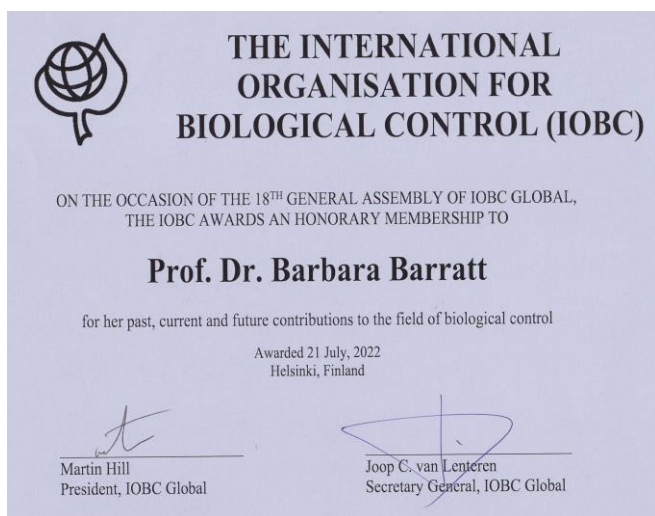 THE INTERNATIONAL
ORGANISATION FOR
BIOLOGICAL CONTROL (IOBC)
ON THE OCCASION OF THE 18TH GENERAL ASSEMBLY OF IOBC GLOBAL,
THE IOBC AWARDS AN HONORARY MEMBERSHIP TO
Prof. Dr. Barbara Barratt
for her past, current and future contributions to the field of biological control
Awarded 21 July, 2022
Helsinki, Finland
Martin Hill
President, IOBC Global
Joop C. van Lenteren
Secretary General, IOBC Global